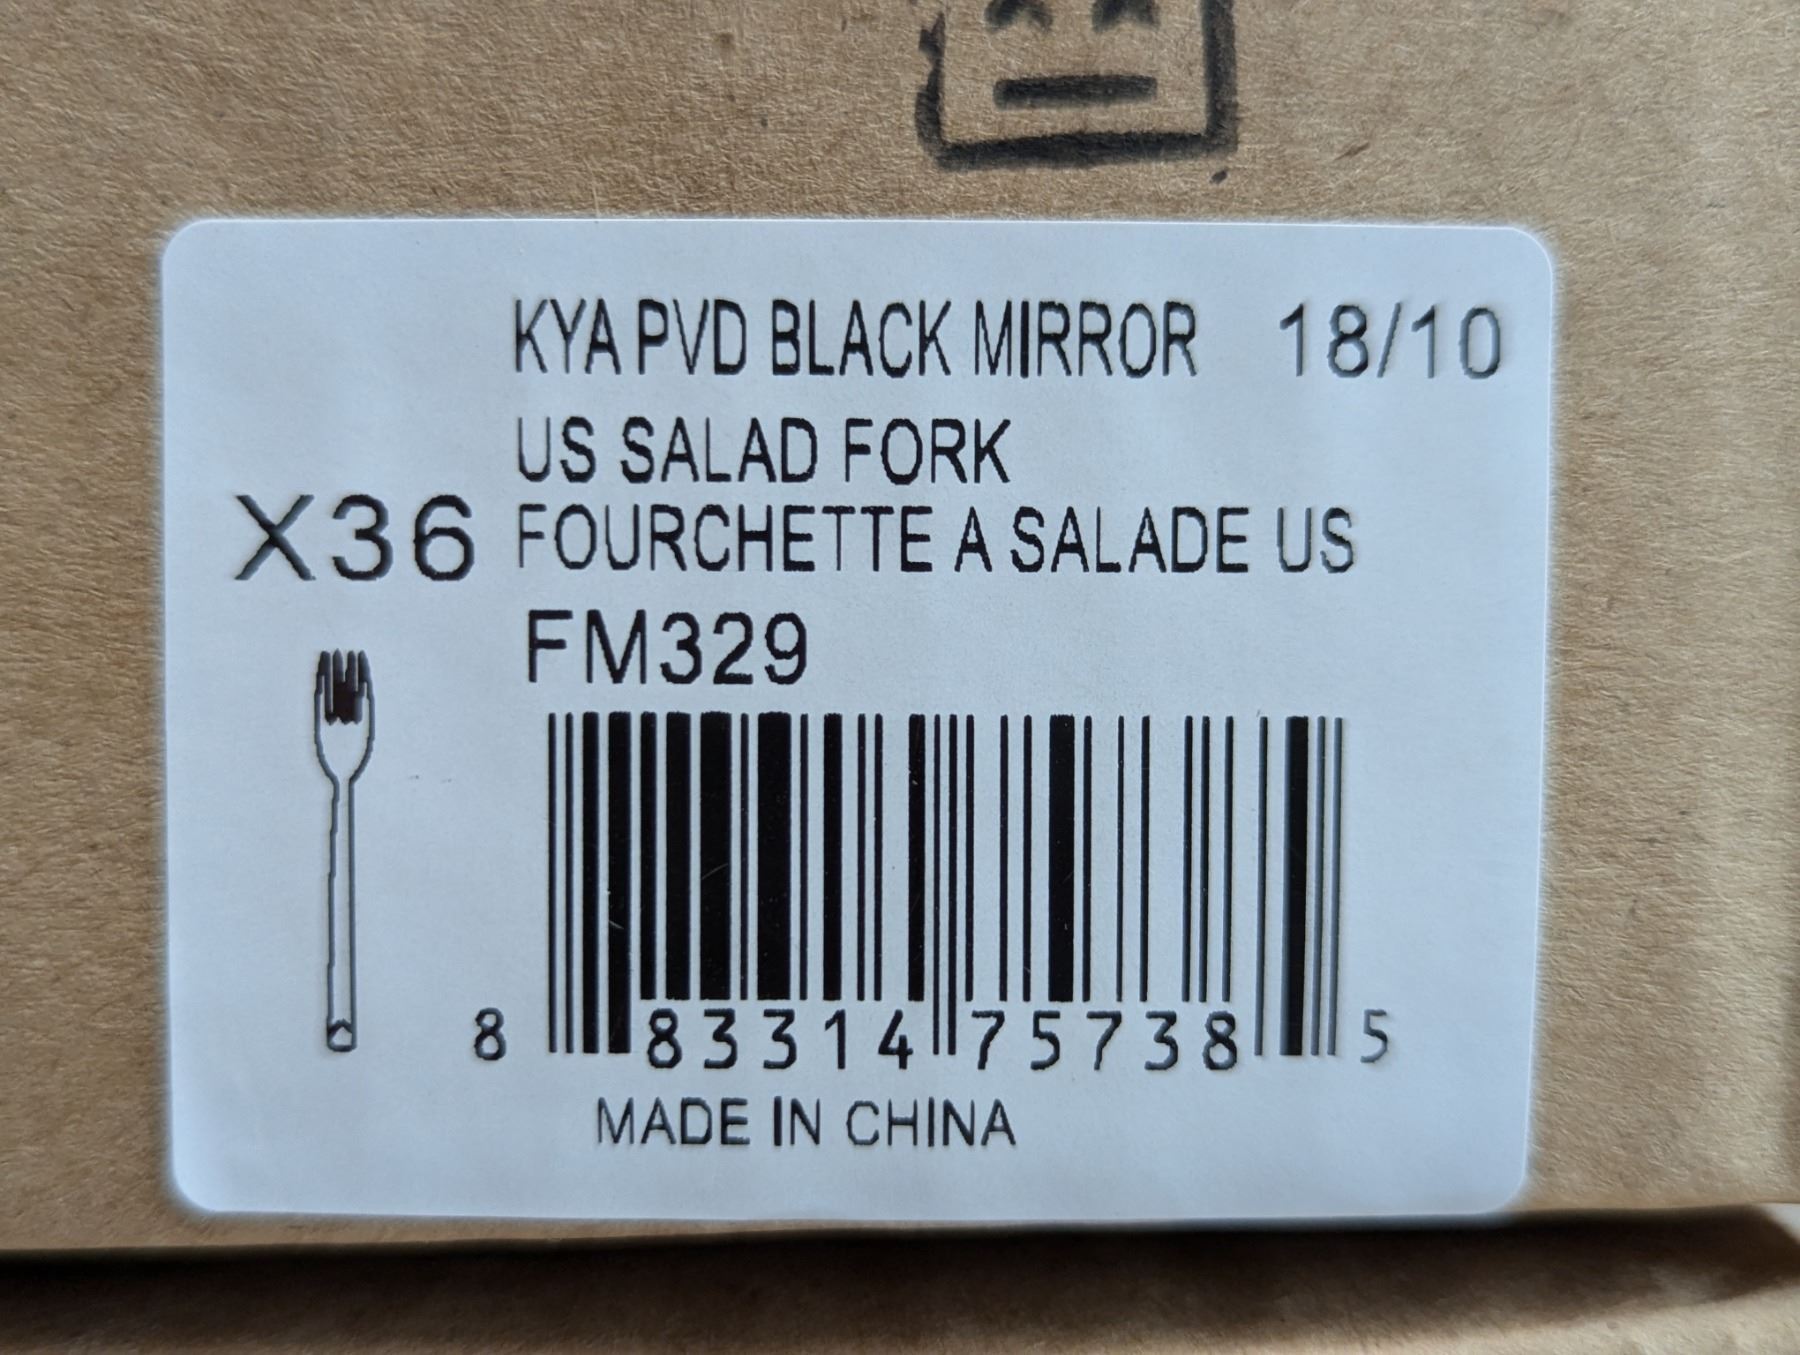 KYA PVD BLACK MIRROR 18/10
US SALAD FORK
X36 FOURCHETTE A SALADE US
FM329
8 83314 75738 5
MADE IN CHINA